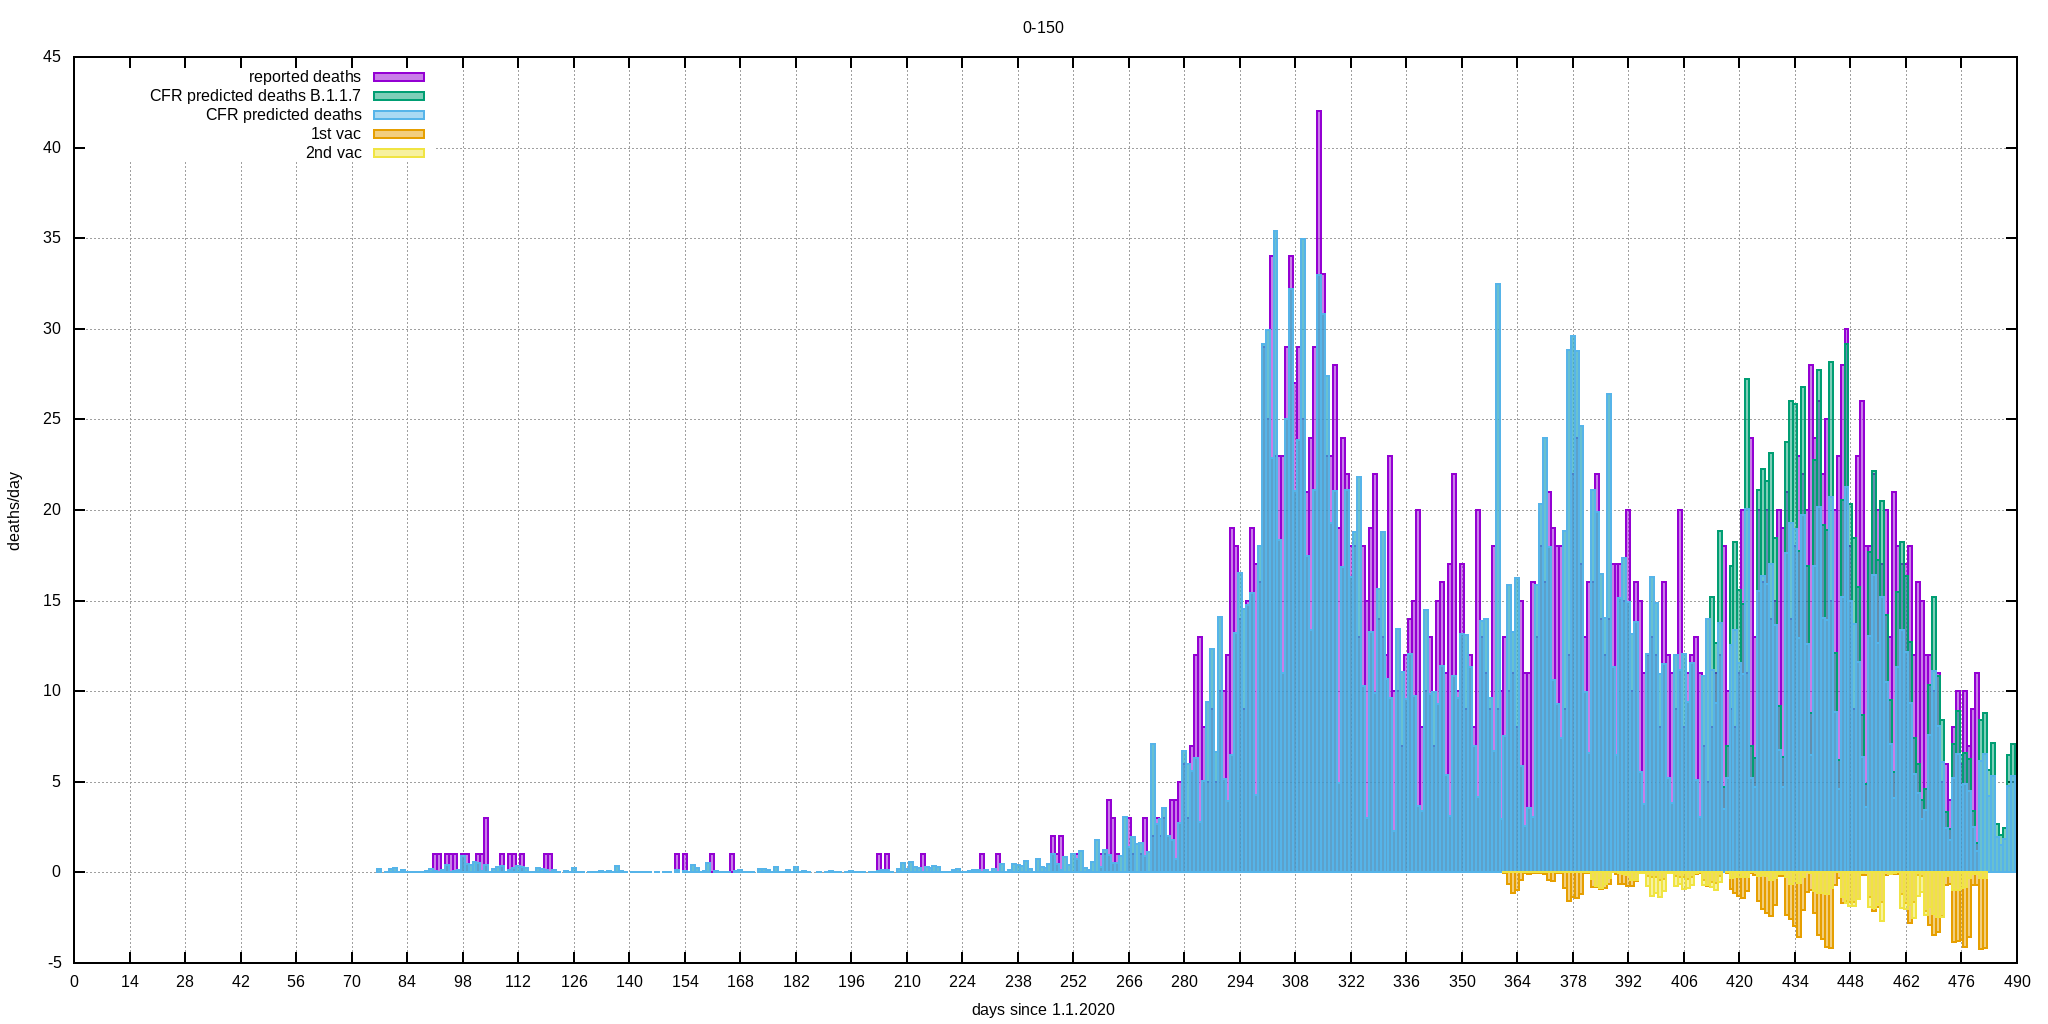 0-150
45
40
35
30
25
20
15
10
5
0
-5
deaths/day
reported deaths
CFR predicted deaths B.1.1.7
CFR predicted deaths
1st vac
2nd vac
0 14 28 42 56 70 84 98 112 126 140 154 168 182 196 210 224 238 252 266 280 294 308 322 336 350 364 378 392 406 420 434 448 462 476 490
days since 1.1.2020